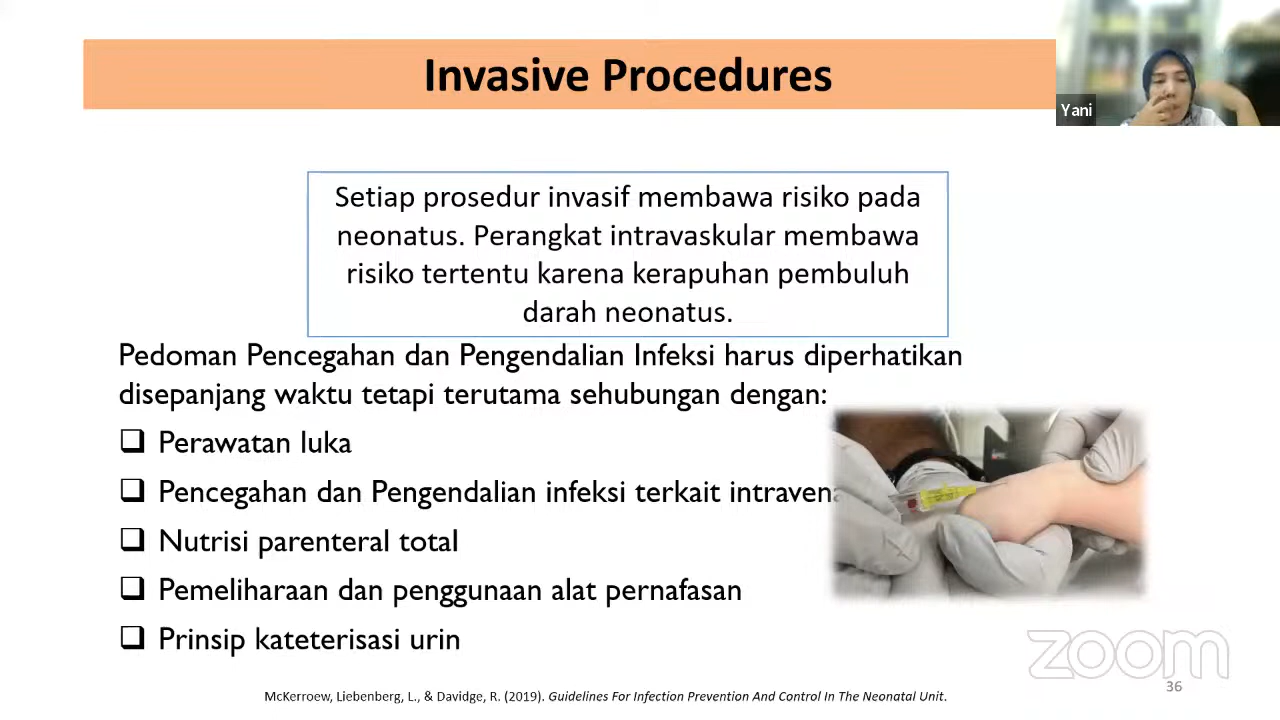 Invasive Procedures
Yani
Setiap prosedur invasif membawa risiko pada
neonatus. Perangkat intravaskular membawa
risiko tertentu karena kerapuhan pembuluh
darah neonatus.
Pedoman Pencegahan dan Pengendalian Infeksi harus diperhatikan
disepanjang waktu tetapi terutama sehubungan dengan:
Perawatan luka
Pencegahan dan Pengendalian infeksi terkait intravena
Nutrisi parenteral total
Pemeliharaan dan penggunaan alat pernafasan
Prinsip kateterisasi urin
zoom
36
McKerroew, Liebenberg, L., & Davidge, R. (2019). Guidelines For Infection Prevention And Control In The Neonatal Unit.